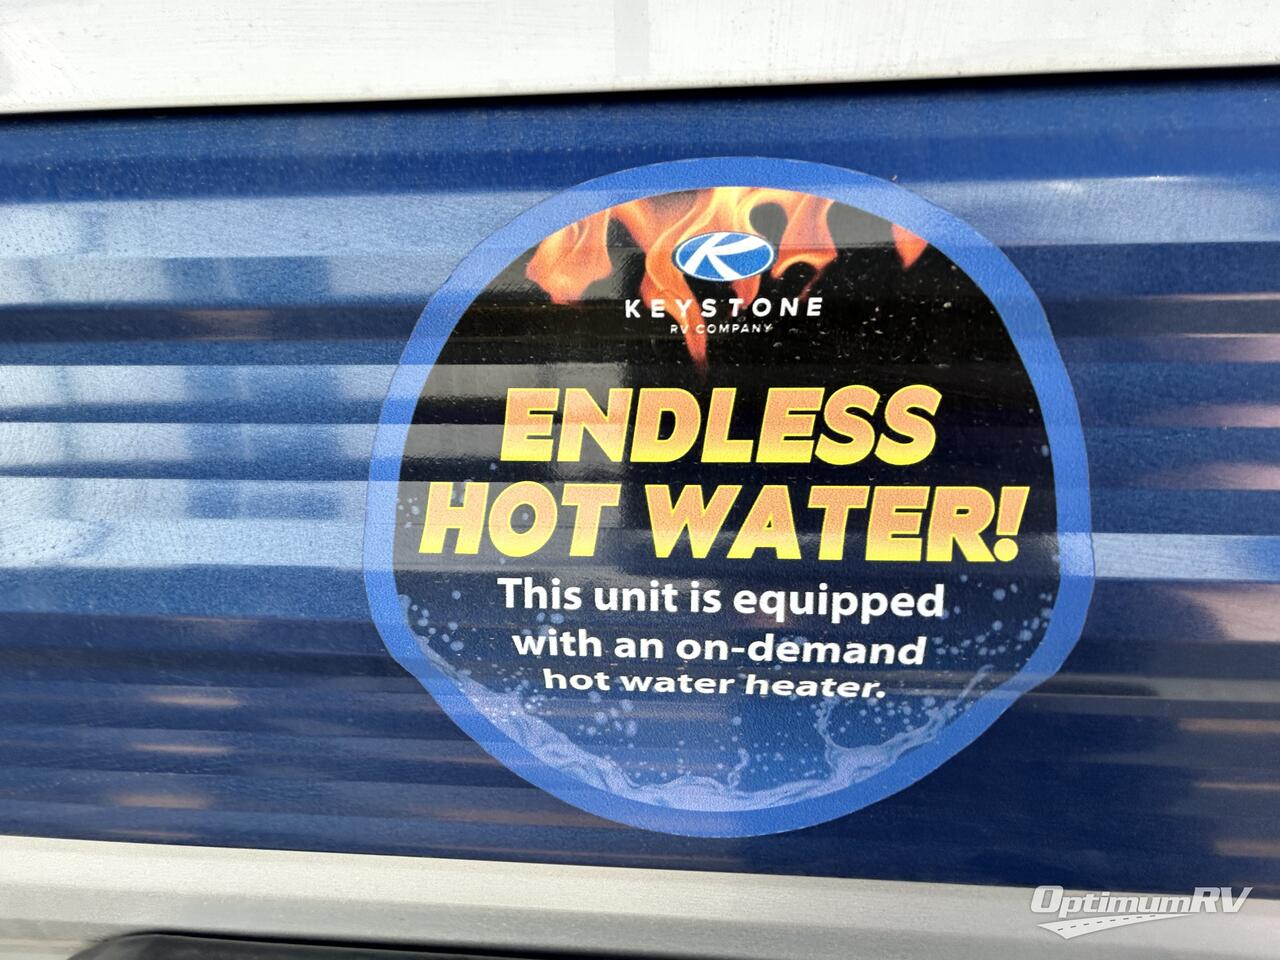 K
KEYSTONE
RV COMPANY
ENDLESS
HOT WATER!
This unit is equipped
with an on-demand
hot water heater.
OptimumRV